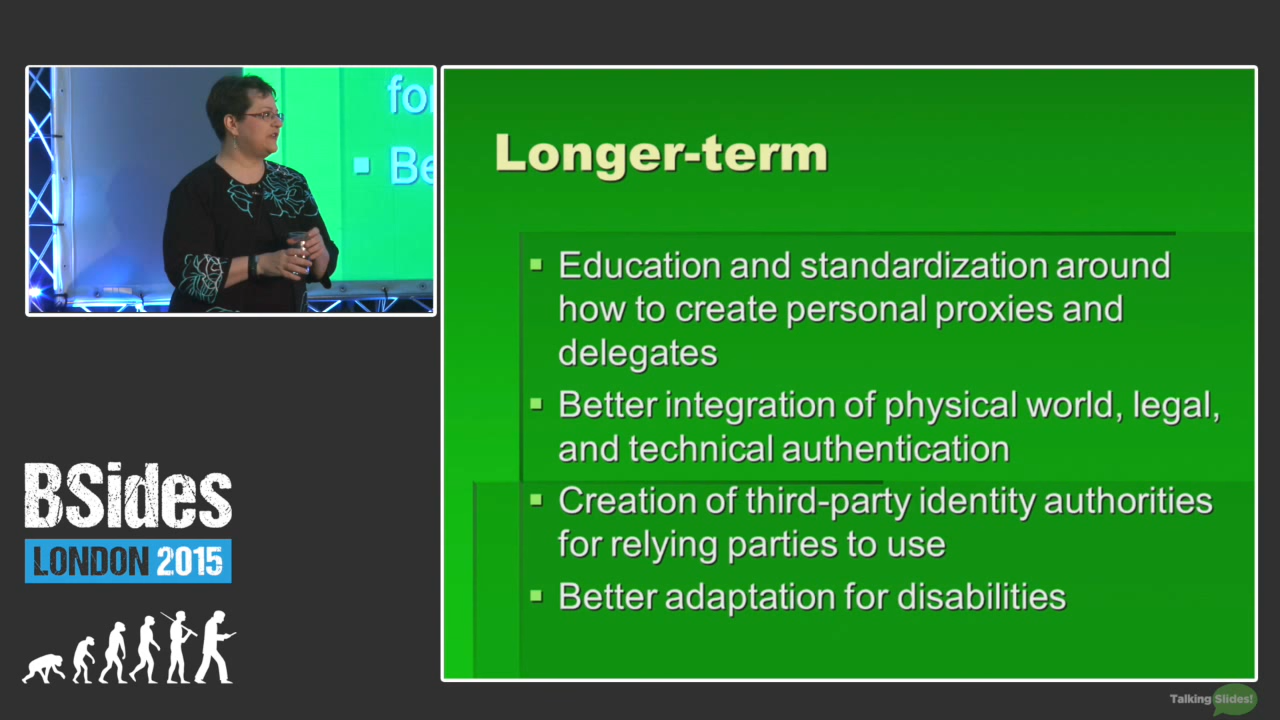 for
Be
Longer-term
Education and standardization around
how to create personal proxies and
delegates
Better integration of physical world, legal,
and technical authentication
Creation of third-party identity authorities
for relying parties to use
Better adaptation for disabilities
BSides
LONDON 2015
Talking Slides!